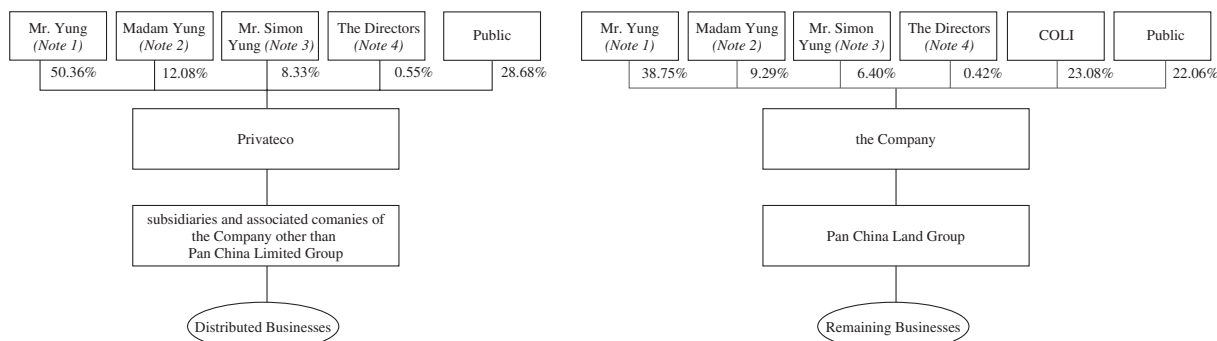 Mr. Yung
(Note 1)
Madam Yung
(Note 2)
Mr. Simon
Yung (Note 3)
The Directors
(Note 4)
Public
50.36%
12.08%
8.33%
0.55%
28.68%
Privateco
subsidiaries and associated comanies of
the Company other than
Pan China Limited Group
Distributed Businesses
Mr. Yung
(Note 1)
Madam Yung
(Note 2)
Mr. Simon
Yung (Note 3)
The Directors
(Note 4)
COLI
Public
38.75%
9.29%
6.40%
0.42%
23.08%
22.06%
the Company
Pan China Land Group
Remaining Businesses